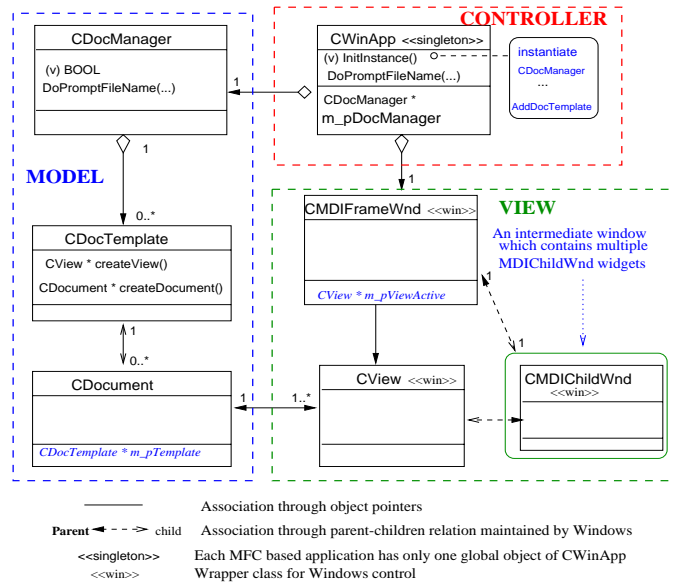 CONTROLLER
CDocManager
(v) BOOL
DoPromptFileName(...)
CWinApp <<singleton>>
(v) InitInstance()
DoPromptFileName(...)
CDocManager *
m_pDocManager
instantiate
CDocManager
...
AddDocTemplate
1
1
1
MODEL
0..*
VIEW
CDocTemplate
CView * createView()
CDocument * createDocument()
CMDIFrameWnd <<win>>
CView * m_pViewActive
An intermediate window
which contains multiple
MDIChildWnd widgets
1
1
1
0..*
CDocument
CDocTemplate * m_pTemplate
1
1..*
CView <<win>>
CMDIChildWnd
<<win>>
Association through object pointers
Parent child Association through parent-children relation maintained by Windows
<<singleton>> Each MFC based application has only one global object of CWinApp
<<win>> Wrapper class for Windows control